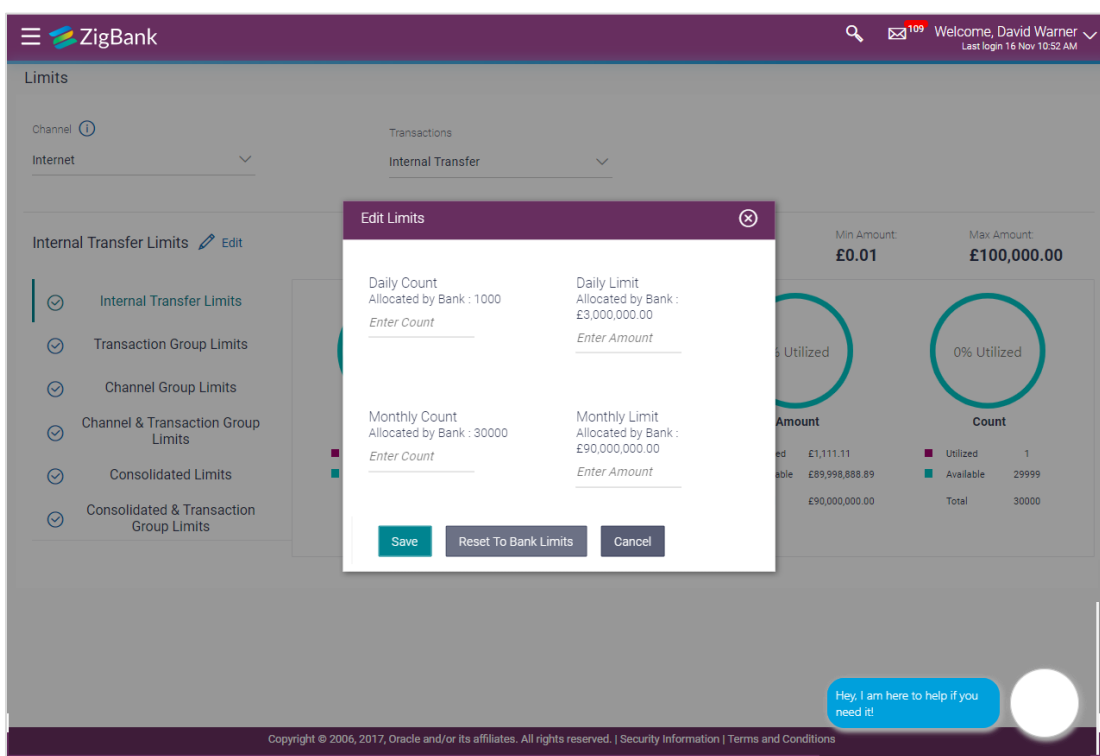 ZigBank
109
Welcome, David Warner
Last login 16 Nov 10:52 AM
Limits
Channel
Transactions
Internet
Internal Transfer
Internal Transfer Limits
Edit
Min Amount:
£0.01
Max Amount:
£100,000.00
Internal Transfer Limits
Transaction Group Limits
Channel Group Limits
Channel & Transaction Group
Limits
Consolidated Limits
Consolidated & Transaction
Group Limits
Edit Limits
Daily Count
Allocated by Bank : 1000
Enter Count
Daily Limit
Allocated by Bank :
£3,000,000.00
Enter Amount
Monthly Count
Allocated by Bank : 30000
Enter Count
Monthly Limit
Allocated by Bank :
£90,000,000.00
Enter Amount
Save
Reset To Bank Limits
Cancel
Utilized
Amount
£1,111.11
£89,998,888.89
£90,000,000.00
0% Utilized
Count
Utilized 1
Available 29999
Total 30000
Hey, I am here to help if you
need it!
Copyright © 2006, 2017, Oracle and/or its affiliates. All rights reserved. | Security Information | Terms and Conditions